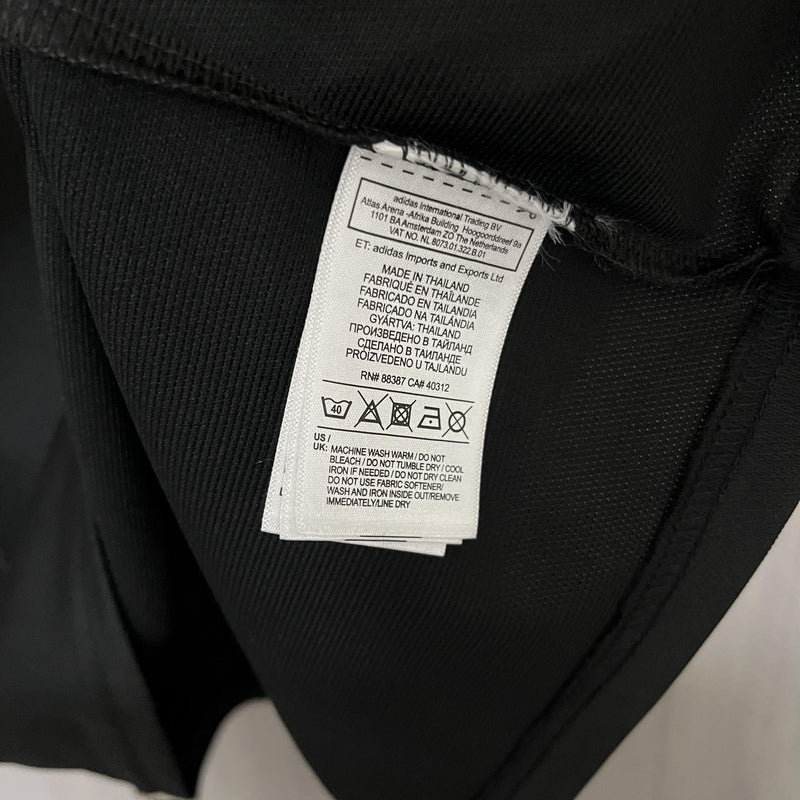 adidas International Trading BV
Atlas Arena -Afrika Building Hoogoorddreef 9a
1101 BA Amsterdam ZO The Netherlands
VAT NO. NL 8073.01.322.B.01
ET: adidas Imports and Exports Ltd
MADE IN THAILAND
FABRIQUÉ EN THAÏLANDE
FABRICADO EN TAILANDIA
FABRICADO NA TAILÂNDIA
GYÁRTVA: THAILAND
ПРОИЗВЕДЕНО В ТАЙЛАНД
СДЕЛАНО В ТАИЛАНДЕ
PROIZVEDENO U TAJLANDU
RN# 88387 CA# 40312
40
US /
UK: MACHINE WASH WARM / DO NOT
BLEACH / DO NOT TUMBLE DRY / COOL
IRON IF NEEDED / DO NOT DRY CLEAN
DO NOT USE FABRIC SOFTENER/
WASH AND IRON INSIDE OUT/REMOVE
IMMEDIATELY/LINE DRY